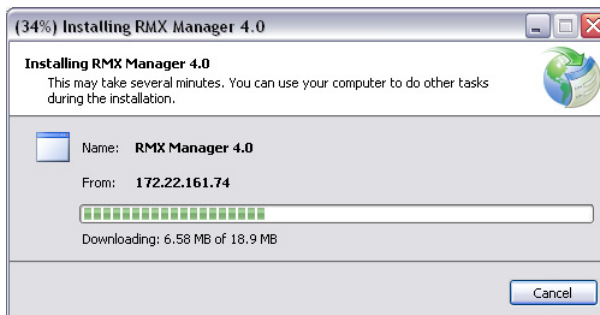 (34%) Installing RMX Manager 4.0
Installing RMX Manager 4.0
This may take several minutes. You can use your computer to do other tasks
during the installation.
Name: RMX Manager 4.0
From: 172.22.161.74
Downloading: 6.58 MB of 18.9 MB
Cancel